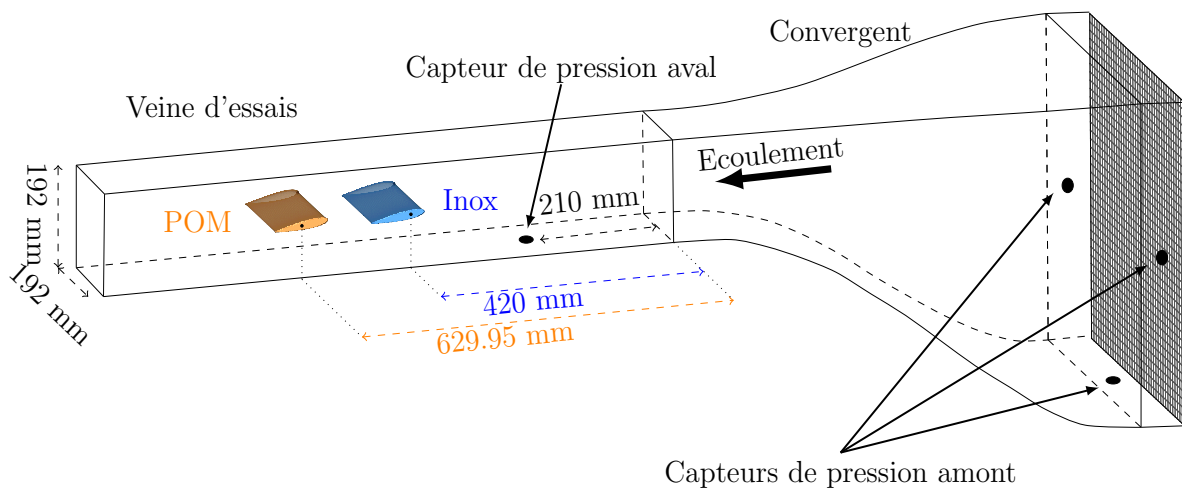 Convergent
Capteur de pression aval
Veine d'essais
Ecoulement
192 mm
POM
Inox
210 mm
192 mm
420 mm
629.95 mm
Capteurs de pression amont